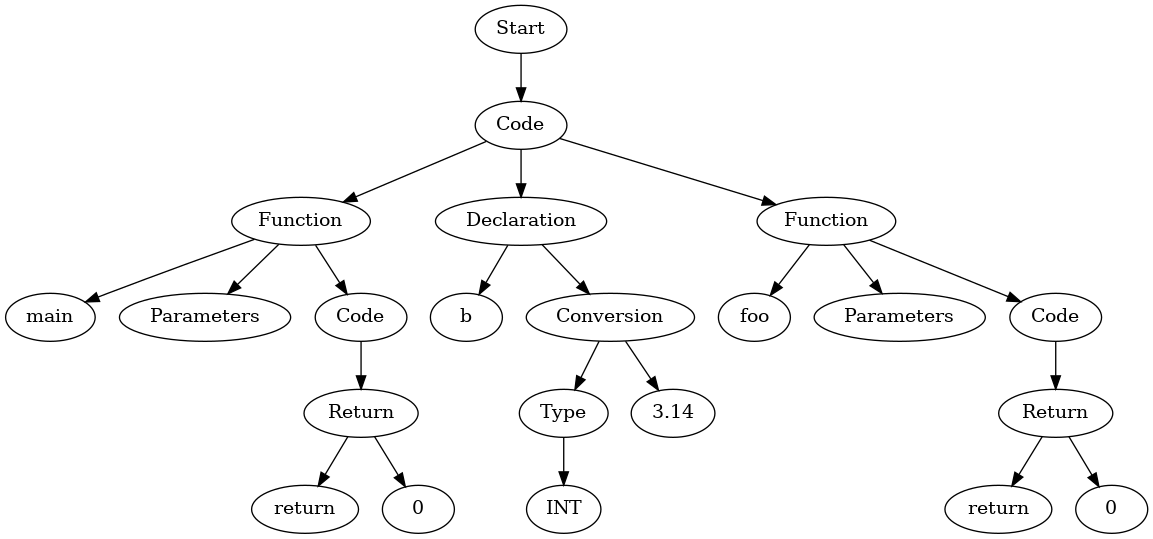 Start
Code
Function Declaration Function
main Parameters Code b Conversion foo Parameters Code
Return Type 3.14 Return
return 0 INT return 0